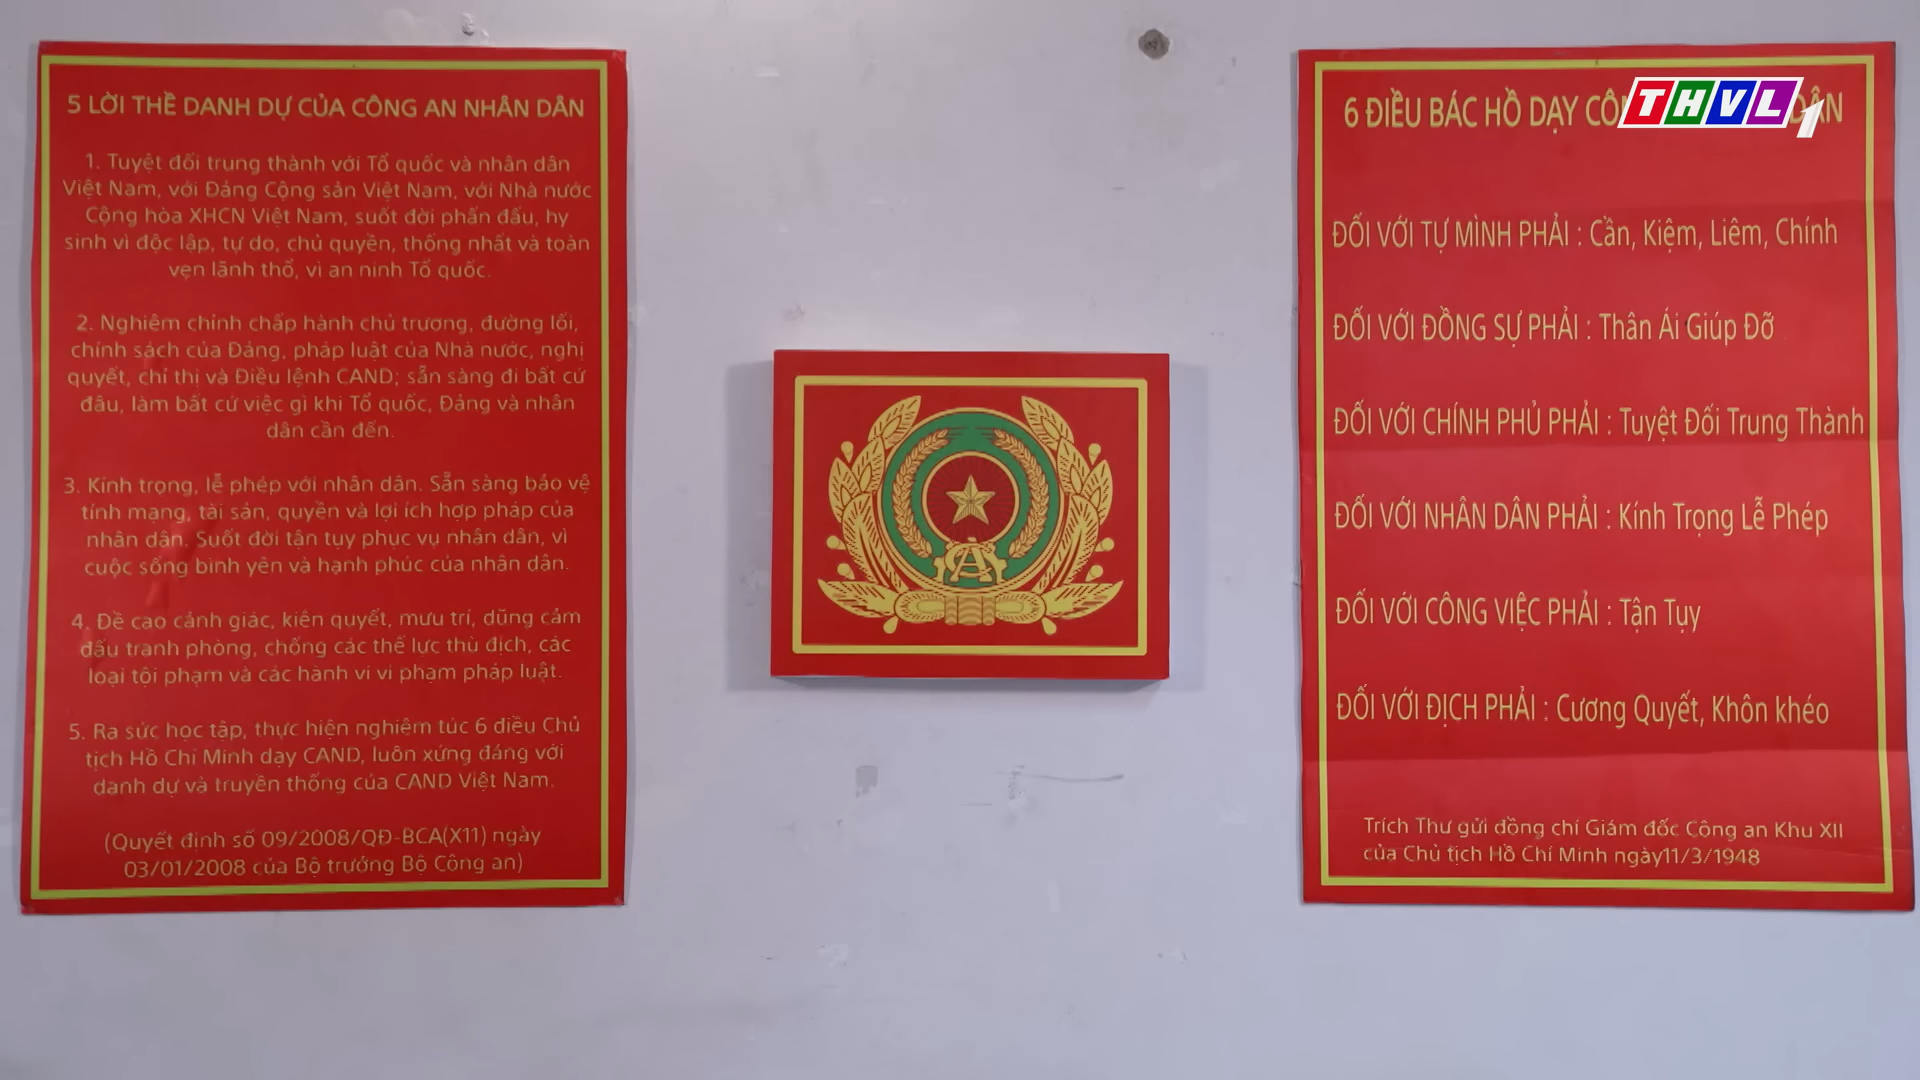 5 LỜI THỀ DANH DỰ CỦA CÔNG AN NHÂN DÂN
1. Tuyệt đối trung thành với Tổ quốc và nhân dân
Việt Nam, với Đảng Cộng sản Việt Nam, với Nhà nước
Cộng hòa XHCN Việt Nam, suốt đời phấn đấu, hy
sinh vì độc lập, tự do, chủ quyền, thống nhất và toàn
vẹn lãnh thổ, vì an ninh Tổ quốc.
2. Nghiêm chỉnh chấp hành chủ trương, đường lối,
chính sách của Đảng, pháp luật của Nhà nước, nghị
quyết, chỉ thị và Điều lệnh CAND; sẵn sàng đi bất cứ
đâu, làm bất cứ việc gì khi Tổ quốc, Đảng và nhân
dân cần đến.
3. Kính trọng, lễ phép với nhân dân. Sẵn sàng bảo vệ
tính mạng, tài sản, quyền và lợi ích hợp pháp của
nhân dân. Suốt đời tận tụy phục vụ nhân dân, vì
cuộc sống bình yên và hạnh phúc của nhân dân.
4. Đề cao cảnh giác, kiên quyết, mưu trí, dũng cảm
đấu tranh phòng, chống các thế lực thù địch, các
loại tội phạm và các hành vi vi phạm pháp luật.
5. Ra sức học tập, thực hiện nghiêm túc 6 điều Chủ
tịch Hồ Chí Minh dạy CAND, luôn xứng đáng với
danh dự và truyền thống của CAND Việt Nam.
(Quyết định số 09/2008/QĐ-BCA(X11) ngày
03/01/2008 của Bộ trưởng Bộ Công an)
CA
6 ĐIỀU BÁC HỒ DẠY CÔNG DÂN
THVL1
ĐỐI VỚI TỰ MÌNH PHẢI : Cần, Kiệm, Liêm, Chính
ĐỐI VỚI ĐỒNG SỰ PHẢI : Thân Ái Giúp Đỡ
ĐỐI VỚI CHÍNH PHỦ PHẢI : Tuyệt Đối Trung Thành
ĐỐI VỚI NHÂN DÂN PHẢI : Kính Trọng Lễ Phép
ĐỐI VỚI CÔNG VIỆC PHẢI : Tận Tụy
ĐỐI VỚI ĐỊCH PHẢI : Cương Quyết, Khôn khéo
Trích Thư gửi đồng chí Giám đốc Công an Khu XII
của Chủ tịch Hồ Chí Minh ngày11/3/1948